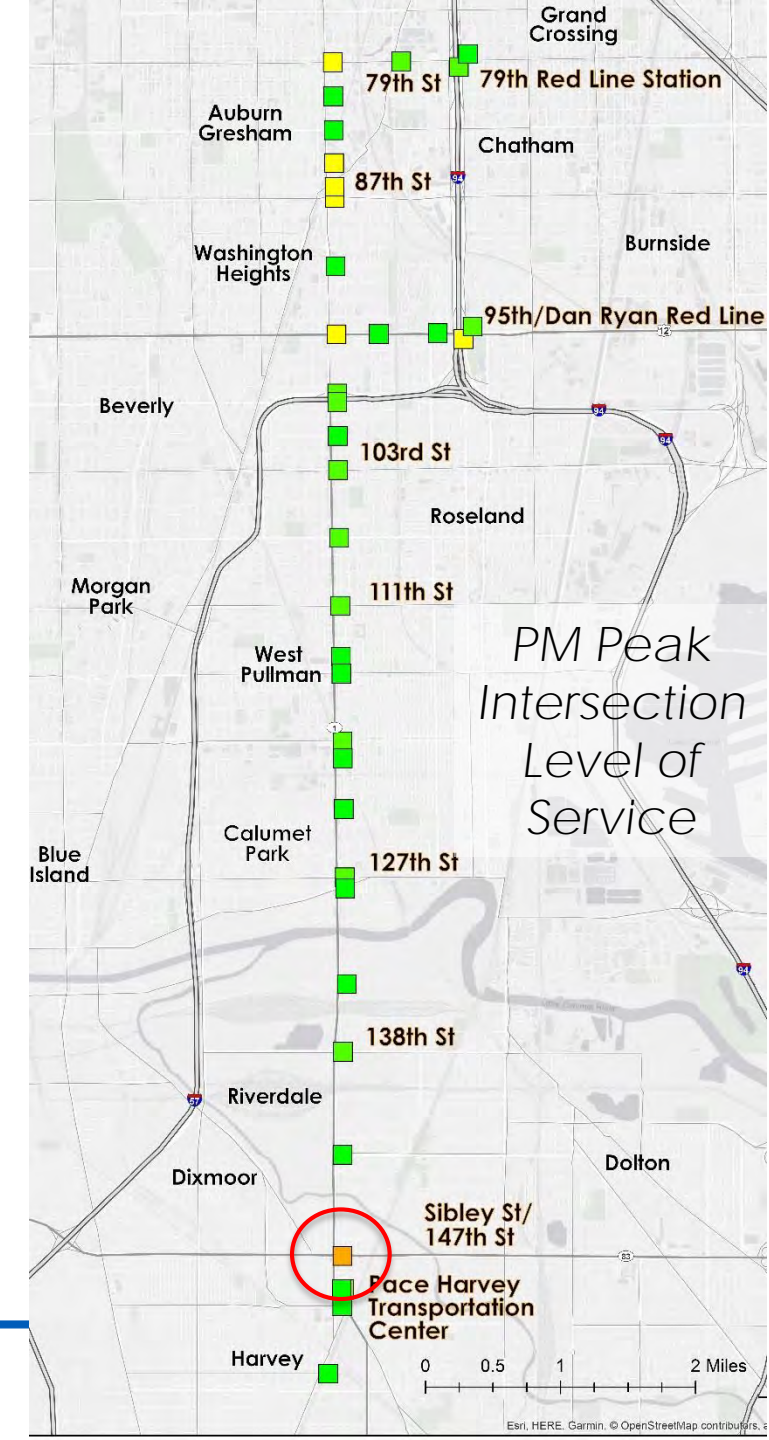 Grand
Crossing
79th St
79th Red Line Station
Auburn
Gresham
Chatham
94
87th St
Burnside
Washington
Heights
95th/Dan Ryan Red Line
12
Beverly
94
94
103rd St
Roseland
Morgan
Park
111th St
PM Peak
Intersection
Level of
Service
West
Pullman
1
Calumet
Park
Blue
Island
127th St
94
138th St
57
Riverdale
Dolton
Dixmoor
Sibley St/
147th St
83
Pace Harvey
Transportation
Center
Harvey
0 0.5 1 2 Miles
Esri, HERE. Garmin. © OpenStreetMap contributors, a